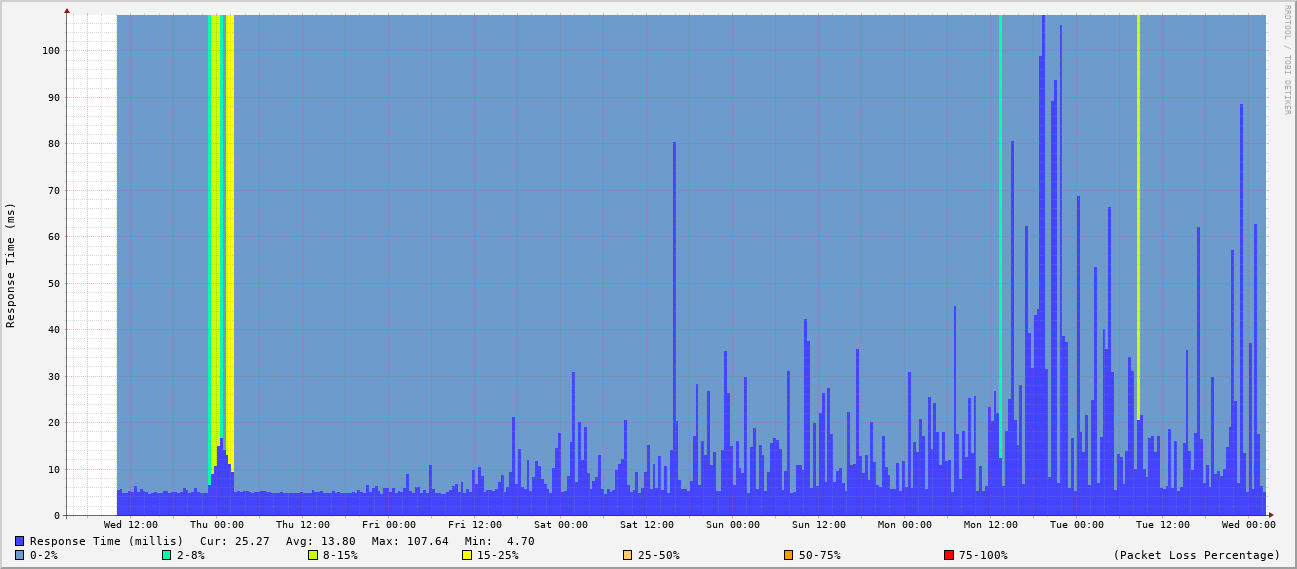 RRDTOOL / TOBI OETIKER
Response Time (ms)
100
90
80
70
60
50
40
30
20
10
0
Wed 12:00 Thu 00:00 Thu 12:00 Fri 00:00 Fri 12:00 Sat 00:00 Sat 12:00 Sun 00:00 Sun 12:00 Mon 00:00 Mon 12:00 Tue 00:00 Tue 12:00 Wed 00:00
Response Time (millis) Cur: 25.27 Avg: 13.80 Max: 107.64 Min: 4.70
0-2% 2-8% 8-15% 15-25% 25-50% 50-75% 75-100% (Packet Loss Percentage)